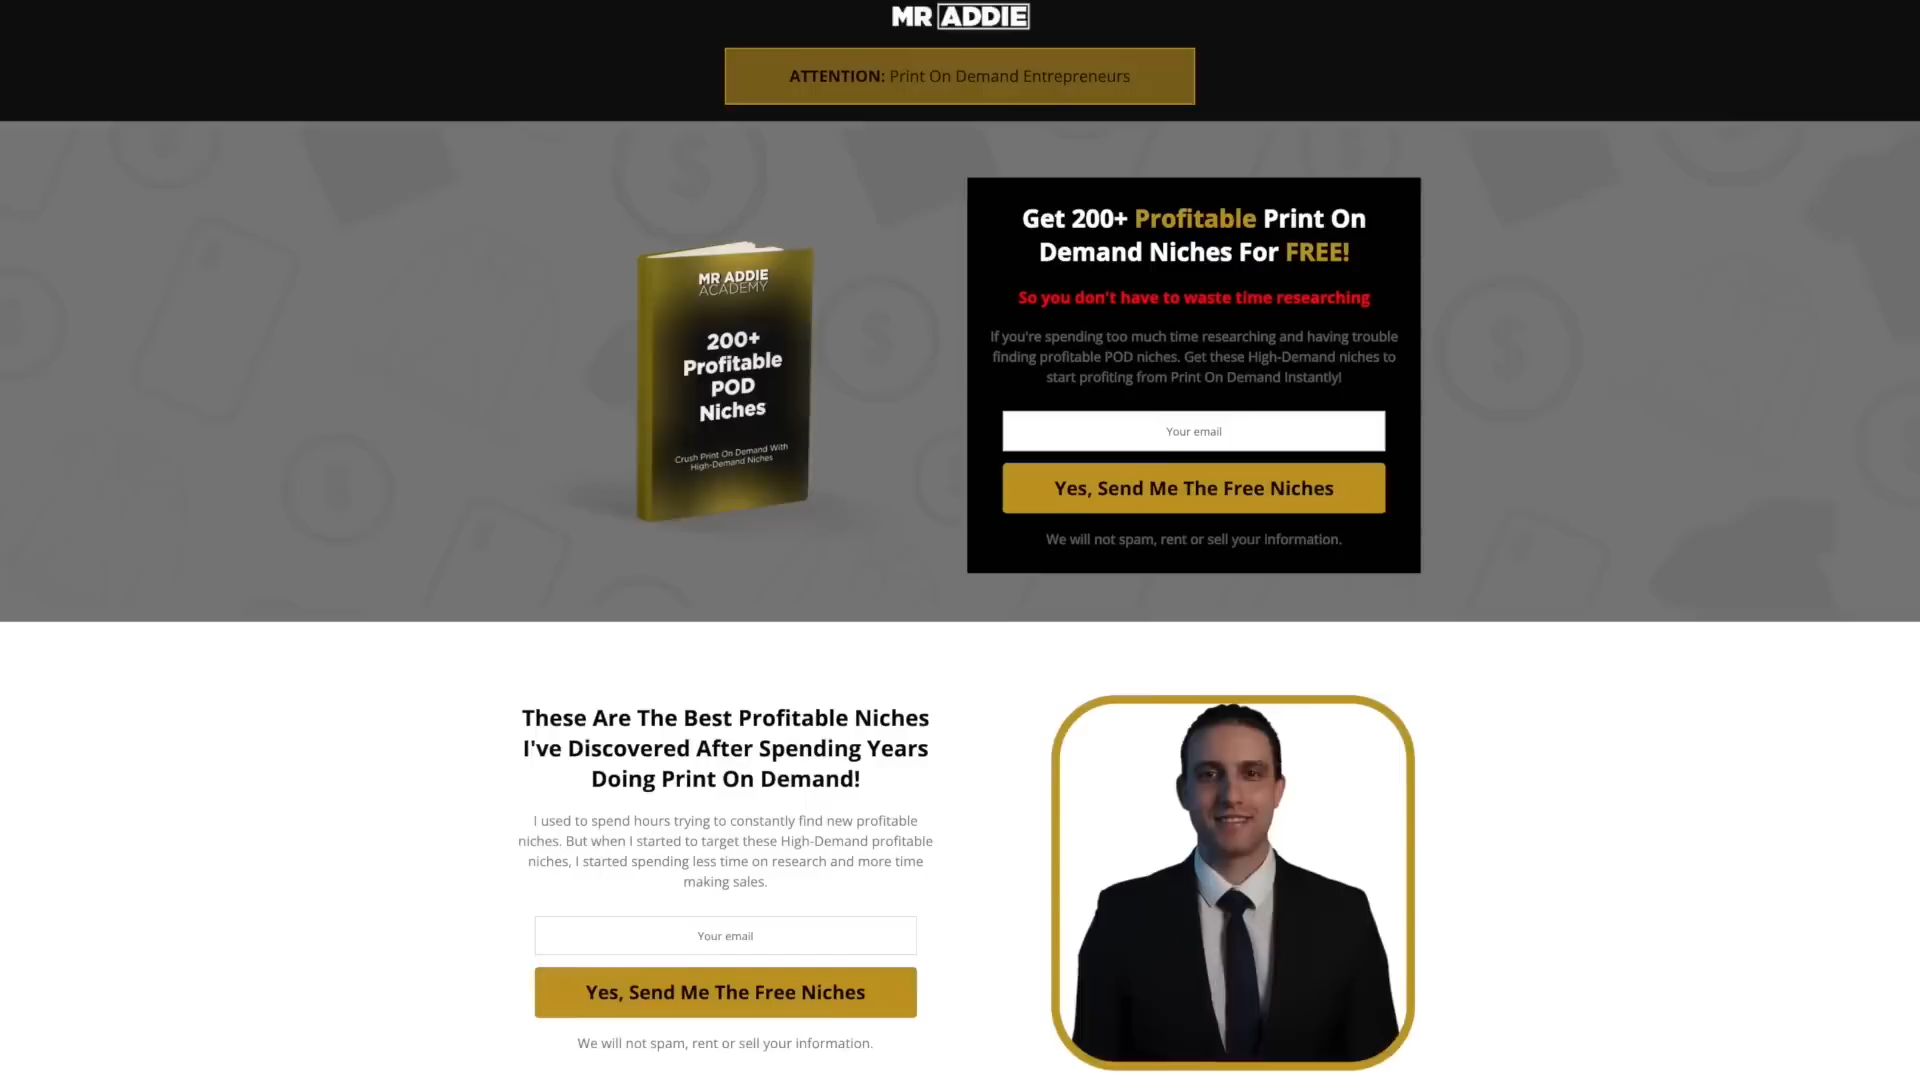 MR ADDIE
ATTENTION: Print On Demand Entrepreneurs
MR ADDIE
ACADEMY
200+
Profitable
POD
Niches
Crush Print On Demand With
High-Demand Niches
Get 200+ Profitable Print On
Demand Niches For FREE!
So you don't have to waste time researching
If you're spending too much time researching and having trouble
finding profitable POD niches. Get these High-Demand niches to
start profiting from Print On Demand Instantly!
Your email
Yes, Send Me The Free Niches
We will not spam, rent or sell your information.
These Are The Best Profitable Niches
I've Discovered After Spending Years
Doing Print On Demand!
I used to spend hours trying to constantly find new profitable
niches. But when I started to target these High-Demand profitable
niches, I started spending less time on research and more time
making sales.
Your email
Yes, Send Me The Free Niches
We will not spam, rent or sell your information.